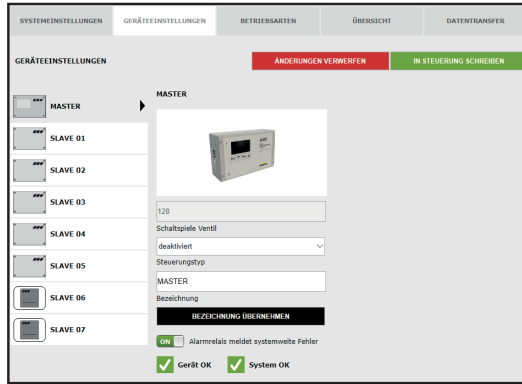 SYSTEMEINSTELLUNGEN GERÄTEEINSTELLUNGEN BETRIEBSARTEN ÜBERSICHT DATENTRANSFER
GERÄTEEINSTELLUNGEN ÄNDERUNGEN VERWERFEN IN STEUERUNG SCHREIBEN
MASTER
SLAVE 01
SLAVE 02
SLAVE 03
SLAVE 04
SLAVE 05
SLAVE 06
SLAVE 07
MASTER
128
Schaltspiele Ventil
deaktiviert
Steuerungstyp
MASTER
Bezeichnung
BEZEICHNUNG ÜBERNEHMEN
ON Alarmrelais meldet systemweite Fehler
Gerät OK System OK